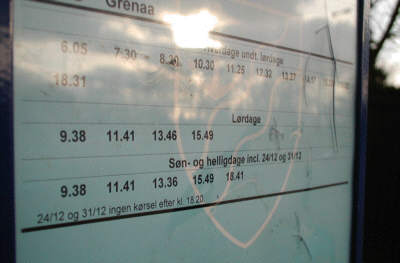 Grenaa
hverdage undt. lørdage
6.05 7.30 8.20 10.30 11.25 12.32 13.27
18.31
Lørdage
9.38 11.41 13.46 15.49
Søn- og helligdage incl. 24/12 og 31/12
9.38 11.41 13.36 15.49 18.41
24/12 og 31/12 ingen kørsel efter kl. 18.20